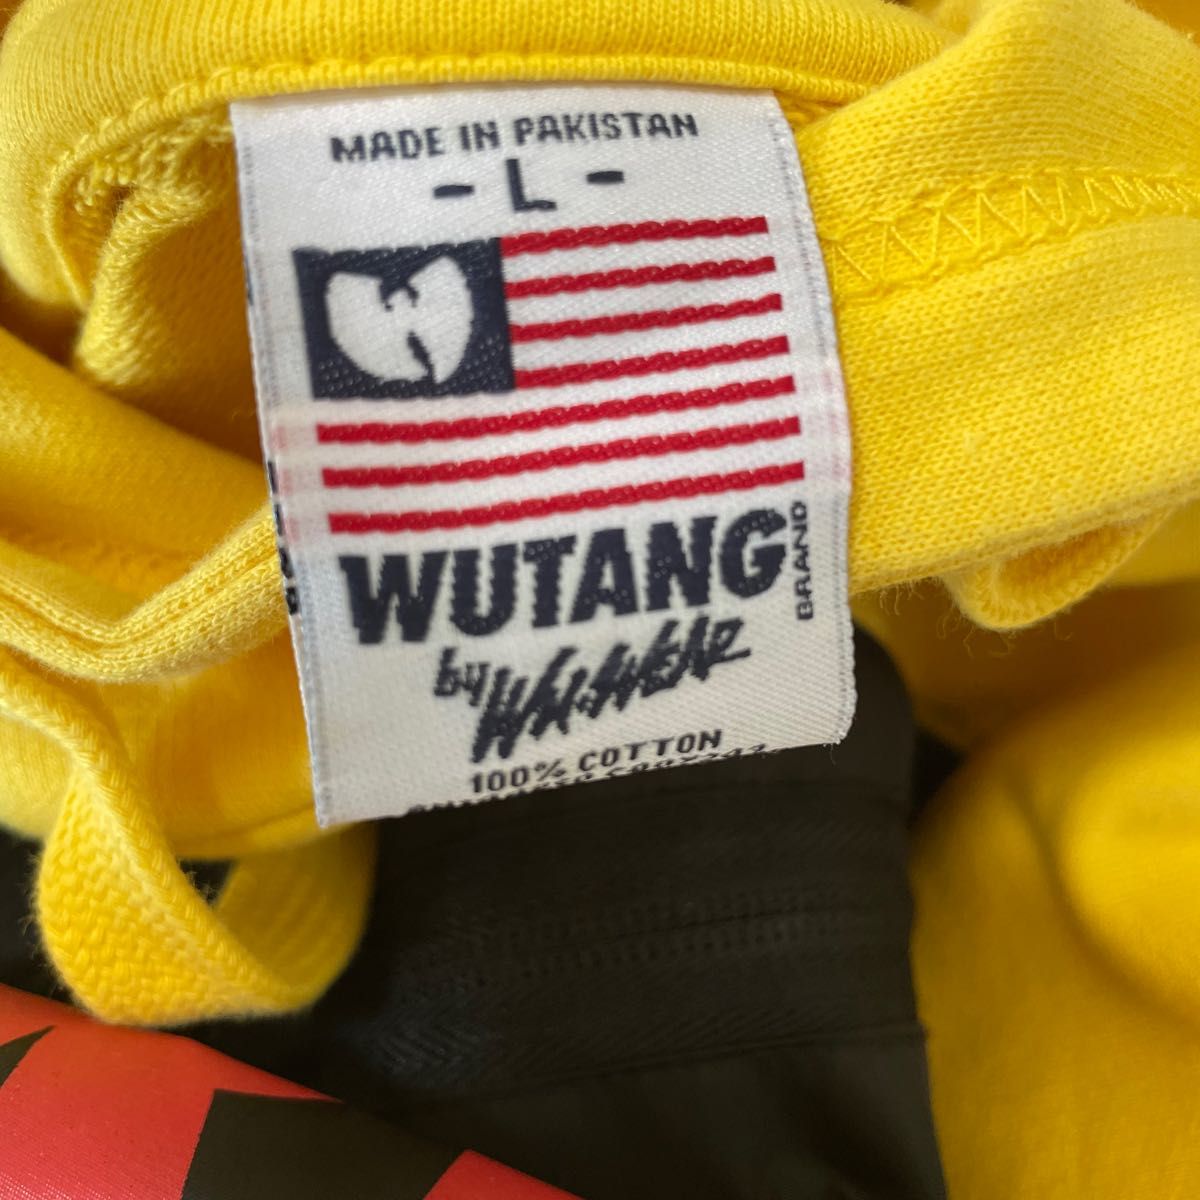 MADE IN PAKISTAN
- L -
WUTANG
BRAND
by WU-WEAR
100% COTTON